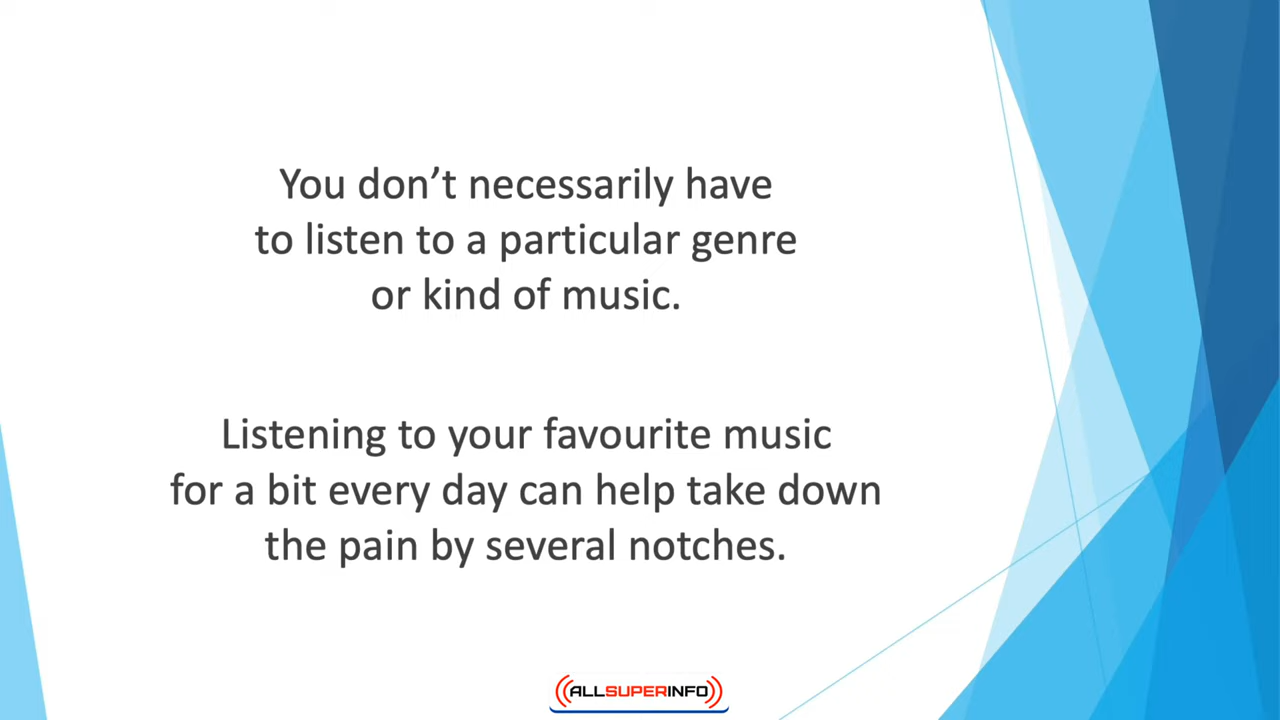 You don’t necessarily have
to listen to a particular genre
or kind of music.
Listening to your favourite music
for a bit every day can help take down
the pain by several notches.
ALLSUPERINFO